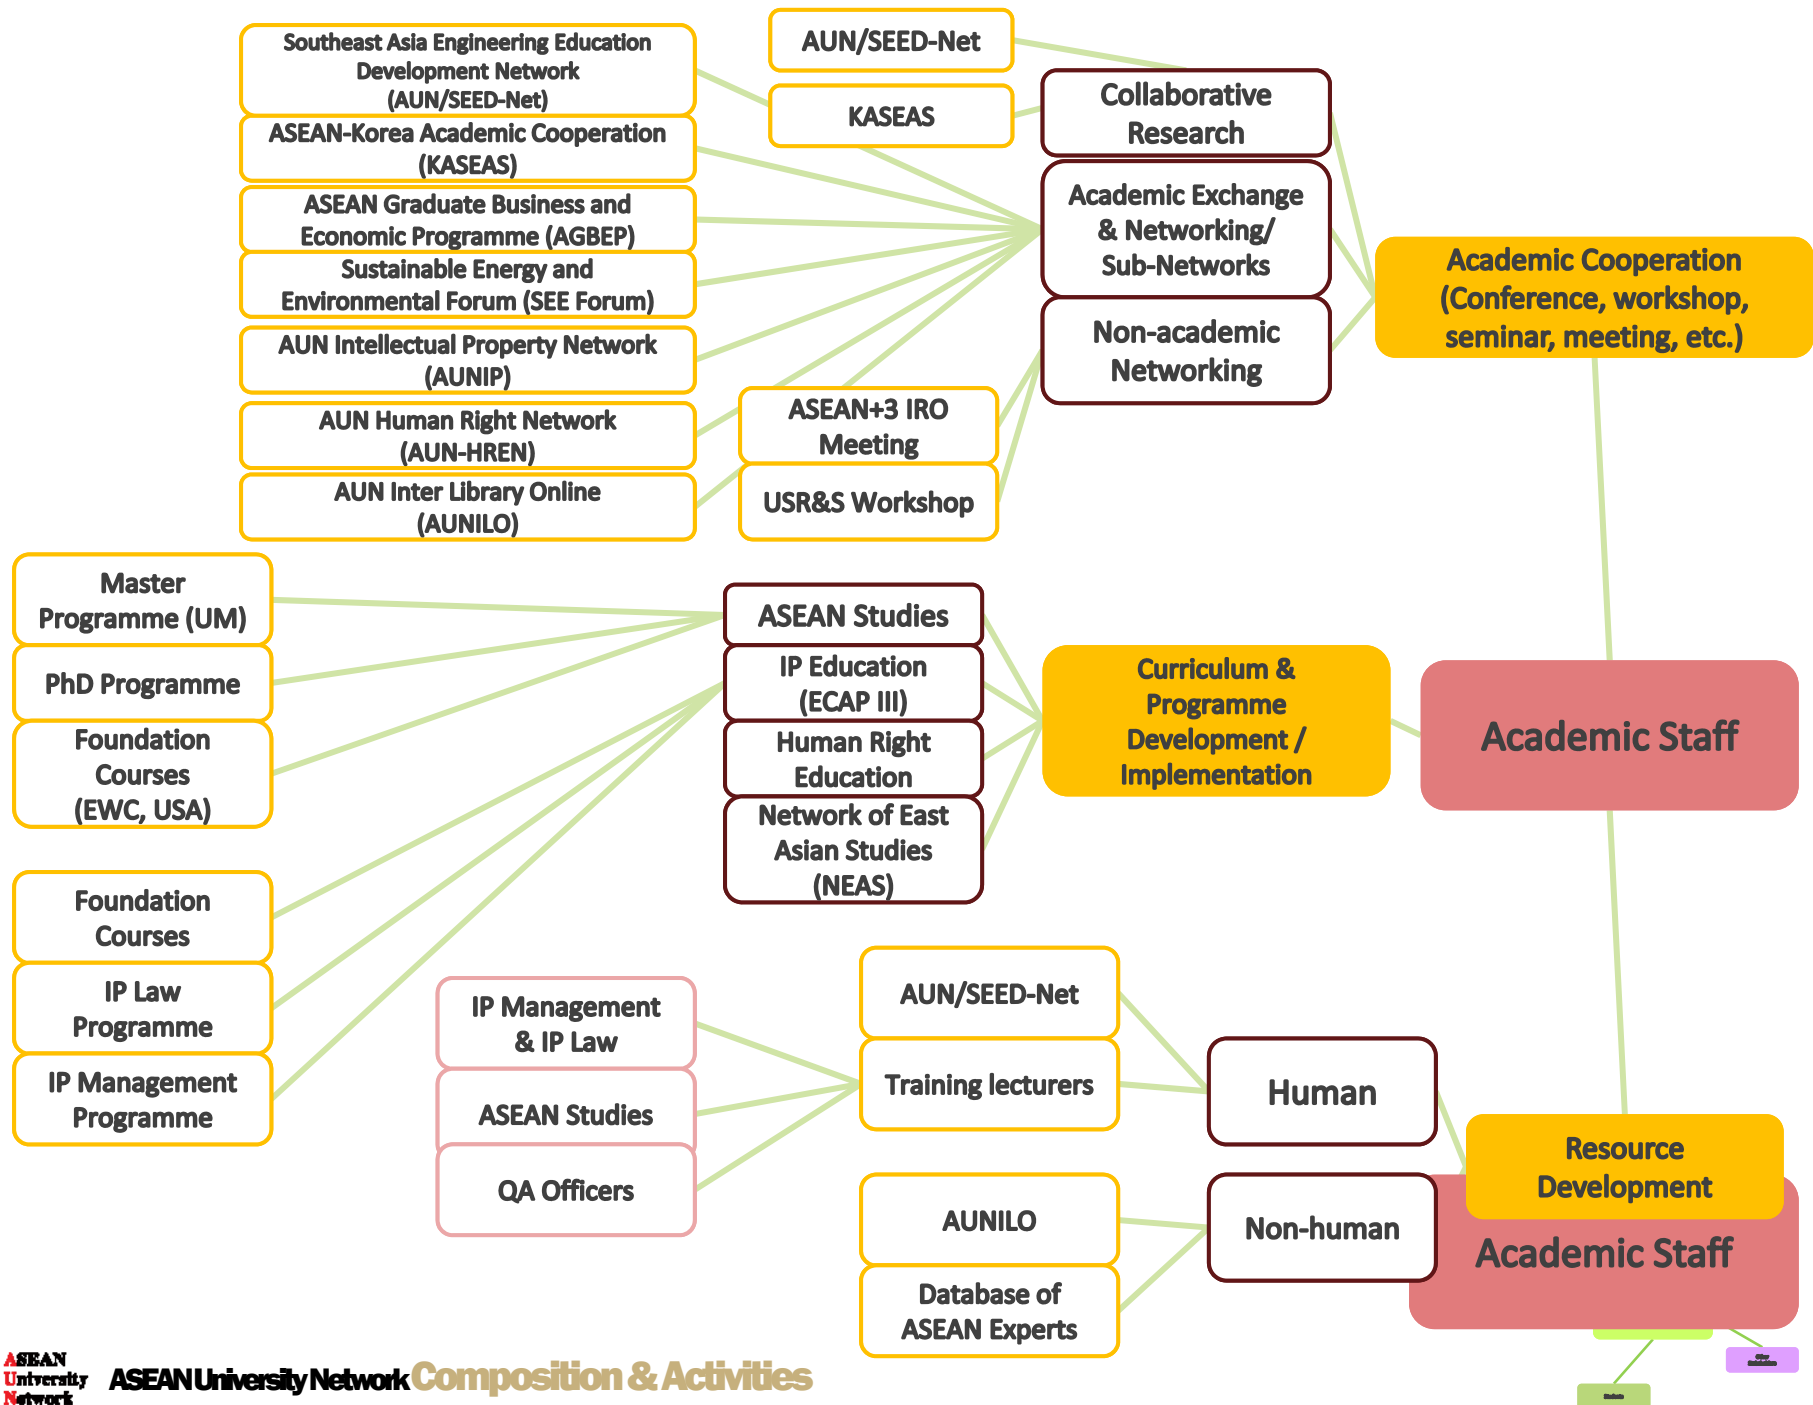 Southeast Asia Engineering Education
Development Network
(AUN/SEED-Net)
ASEAN-Korea Academic Cooperation
(KASEAS)
ASEAN Graduate Business and
Economic Programme (AGBEP)
Sustainable Energy and
Environmental Forum (SEE Forum)
AUN Intellectual Property Network
(AUNIP)
AUN Human Right Network
(AUN-HREN)
AUN Inter Library Online
(AUNILO)
AUN/SEED-Net
KASEAS
ASEAN+3 IRO
Meeting
USR&S Workshop
Collaborative
Research
Academic Exchange
& Networking/
Sub-Networks
Non-academic
Networking
Academic Cooperation
(Conference, workshop,
seminar, meeting, etc.)
Master
Programme (UM)
PhD Programme
Foundation
Courses
(EWC, USA)
Foundation
Courses
IP Law
Programme
IP Management
Programme
ASEAN Studies
IP Education
(ECAP III)
Human Right
Education
Network of East
Asian Studies
(NEAS)
Curriculum &
Programme
Development /
Implementation
Academic Staff
IP Management
& IP Law
ASEAN Studies
QA Officers
AUN/SEED-Net
Training lecturers
AUNILO
Database of
ASEAN Experts
Human
Non-human
Resource
Development
Academic Staff
ASEAN
University
Network
ASEAN University Network Composition & Activities